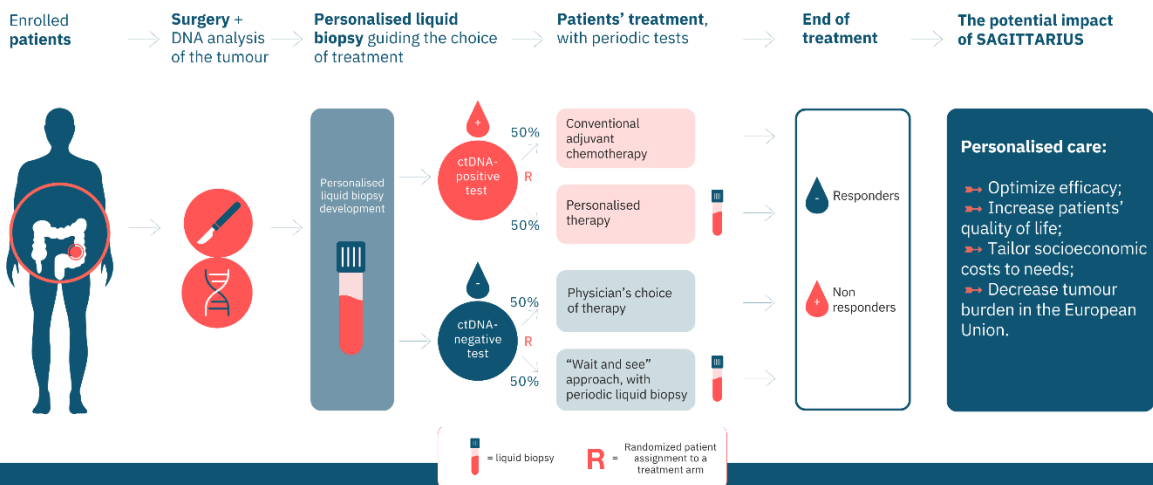 Enrolled
patients
Surgery +
DNA analysis
of the tumour
Personalised liquid
biopsy guiding the choice
of treatment
Patients’ treatment,
with periodic tests
End of
treatment
The potential impact
of SAGITTARIUS
Personalised
liquid biopsy
development
+
ctDNA-
positive
test
50%
R
50%
Conventional
adjuvant
chemotherapy
Personalised
therapy
-
ctDNA-
negative
test
50%
R
50%
Physician’s choice
of therapy
“Wait and see”
approach, with
periodic liquid biopsy
-
Responders
+
Non
responders
Personalised care:
Optimize efficacy;
Increase patients’
quality of life;
Tailor socioeconomic
costs to needs;
Decrease tumour
burden in the European
Union.
= liquid biopsy
R = Randomized patient
assignment to a
treatment arm